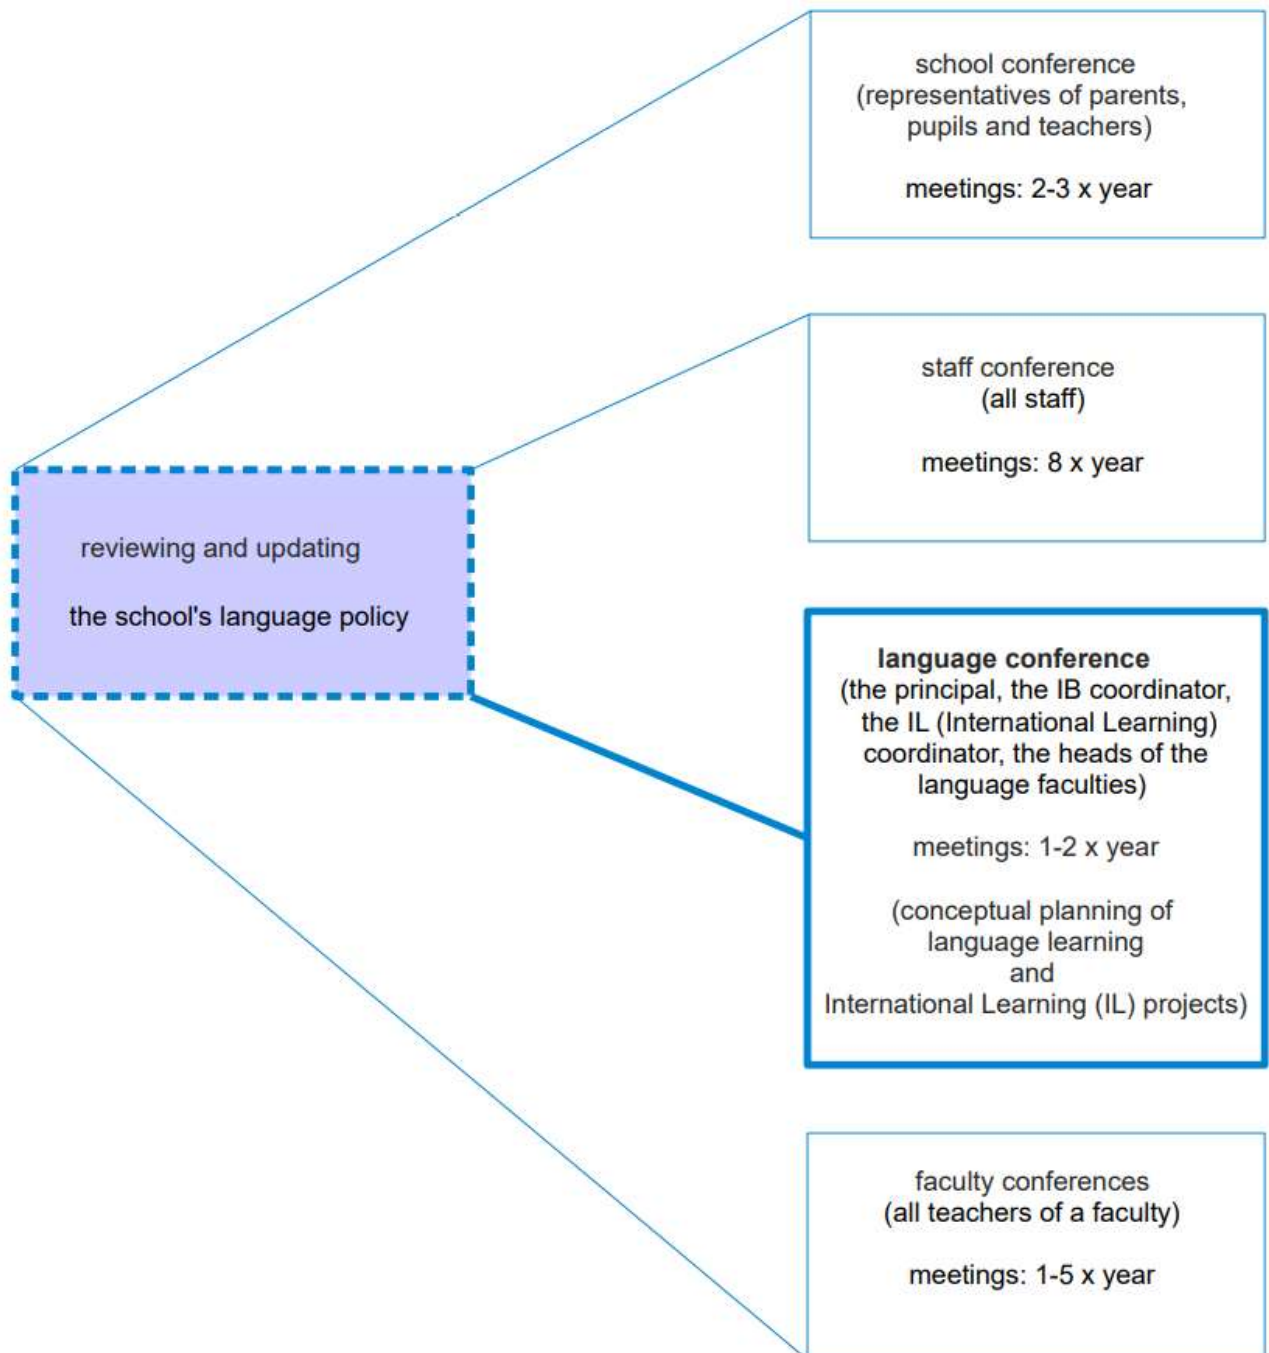 school conference
(representatives of parents,
pupils and teachers)
meetings: 2-3 x year
staff conference
(all staff)
meetings: 8 x year
reviewing and updating
the school's language policy
language conference
(the principal, the IB coordinator,
the IL (International Learning)
coordinator, the heads of the
language faculties)
meetings: 1-2 x year
(conceptual planning of
language learning
and
International Learning (IL) projects)
faculty conferences
(all teachers of a faculty)
meetings: 1-5 x year